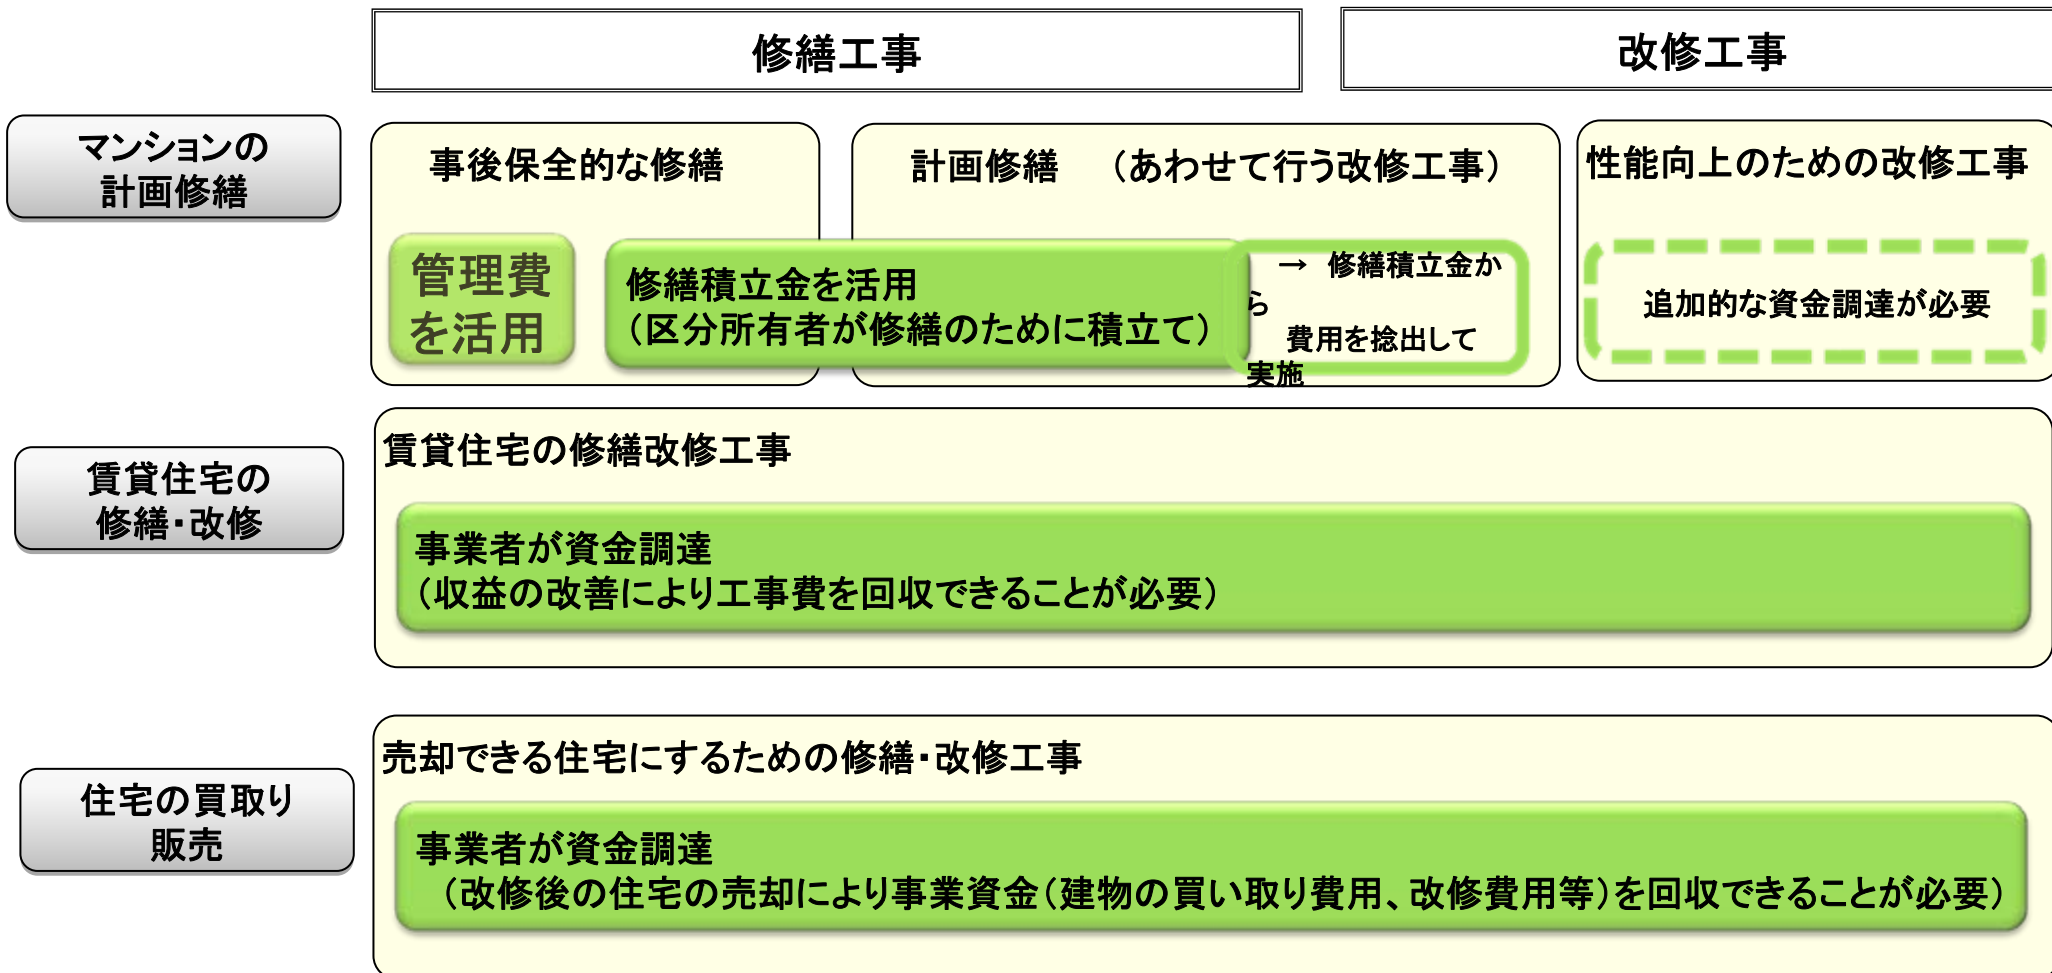 修繕工事
改修工事
マンションの
計画修繕
事後保全的な修繕
計画修繕　（あわせて行う改修工事）
性能向上のための改修工事
管理費
を活用
修繕積立金を活用
（区分所有者が修繕のために積立て）
→　修繕積立金か
ら
費用を捻出して
実施
追加的な資金調達が必要
賃貸住宅の
修繕・改修
賃貸住宅の修繕改修工事
事業者が資金調達
（収益の改善により工事費を回収できることが必要）
住宅の買取り
販売
売却できる住宅にするための修繕・改修工事
事業者が資金調達
（改修後の住宅の売却により事業資金（建物の買い取り費用、改修費用等）を回収できることが必要）